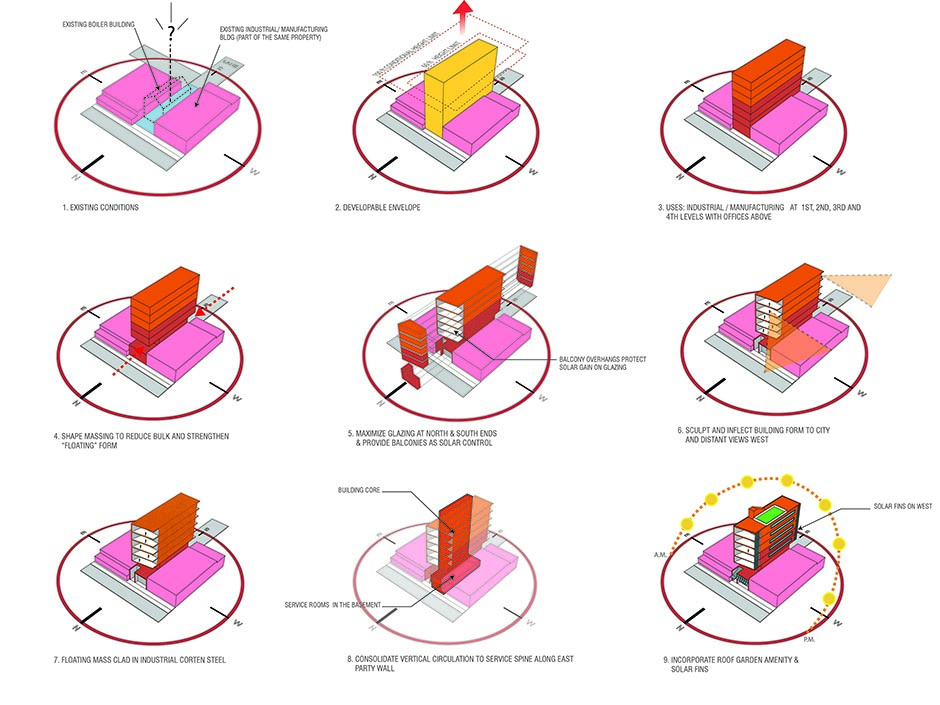 EXISTING BOILER BUILDING
EXISTING INDUSTRIAL/ MANUFACTURING
BLDG (PART OF THE SAME PROPERTY)
?
E
S
N
W
1. EXISTING CONDITIONS
HEIGHT LIMIT
E
N
W
2. DEVELOPABLE ENVELOPE
E
N
W
3. USES: INDUSTRIAL / MANUFACTURING AT 1ST, 2ND, 3RD AND
4TH LEVELS WITH OFFICES ABOVE
E
N
W
4. SHAPE MASSING TO REDUCE BULK AND STRENGTHEN
"FLOATING" FORM
E
N
W
BALCONY OVERHANGS PROTECT
SOLAR GAIN ON GLAZING
5. MAXIMIZE GLAZING AT NORTH & SOUTH ENDS
& PROVIDE BALCONIES AS SOLAR CONTROL
E
N
W
6. SCULPT AND INFLECT BUILDING FORM TO CITY
AND DISTANT VIEWS WEST
E
N
W
7. FLOATING MASS CLAD IN INDUSTRIAL CORTEN STEEL
BUILDING CORE
E
SERVICE ROOMS IN THE BASEMENT
N
W
8. CONSOLIDATE VERTICAL CIRCULATION TO SERVICE SPINE ALONG EAST
PARTY WALL
SOLAR FINS ON WEST
A.M.
E
N
W
P.M.
9. INCORPORATE ROOF GARDEN AMENITY &
SOLAR FINS